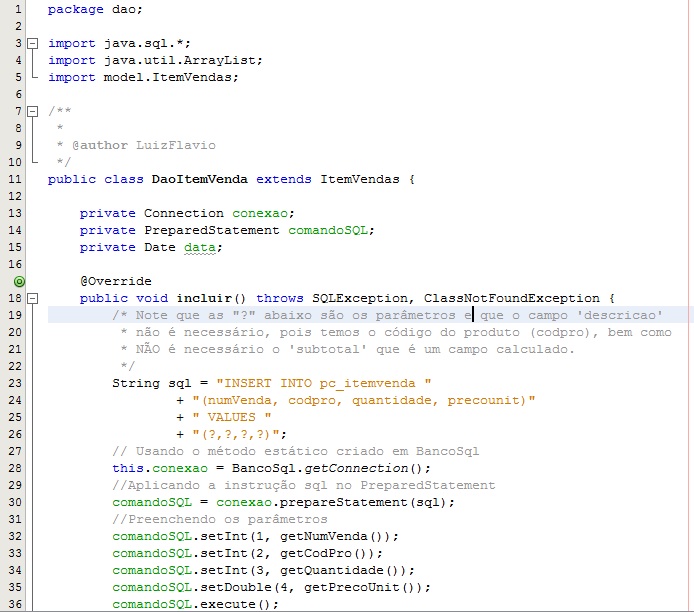 1 package dao;
2
3 import java.sql.*;
4 import java.util.ArrayList;
5 import model.ItemVendas;
6
7 /**
8 *
9 * @author LuizFlavio
10 */
11 public class DaoItemVenda extends ItemVendas {
12
13 private Connection conexao;
14 private PreparedStatement comandoSQL;
15 private Date data;
16
@Override
18 public void incluir() throws SQLException, ClassNotFoundException {
19 /* Note que as "?" abaixo são os parâmetros e que o campo 'descricao'
20 * não é necessário, pois temos o código do produto (codpro), bem como
21 * NÃO é necessário o 'subtotal' que é um campo calculado.
22 */
23 String sql = "INSERT INTO pc_itemvenda "
24 + "(numVenda, codpro, quantidade, precounit)"
25 + " VALUES "
26 + "(?,?,?,?)";
27 // Usando o método estático criado em BancoSql
28 this.conexao = BancoSql.getConnection();
29 //Aplicando a instrução sql no PreparedStatement
30 comandoSQL = conexao.prepareStatement(sql);
31 //Preenchendo os parâmetros
32 comandoSQL.setInt(1, getNumVenda());
33 comandoSQL.setInt(2, getCodPro());
34 comandoSQL.setInt(3, getQuantidade());
35 comandoSQL.setDouble(4, getPrecoUnit());
36 comandoSQL.execute();